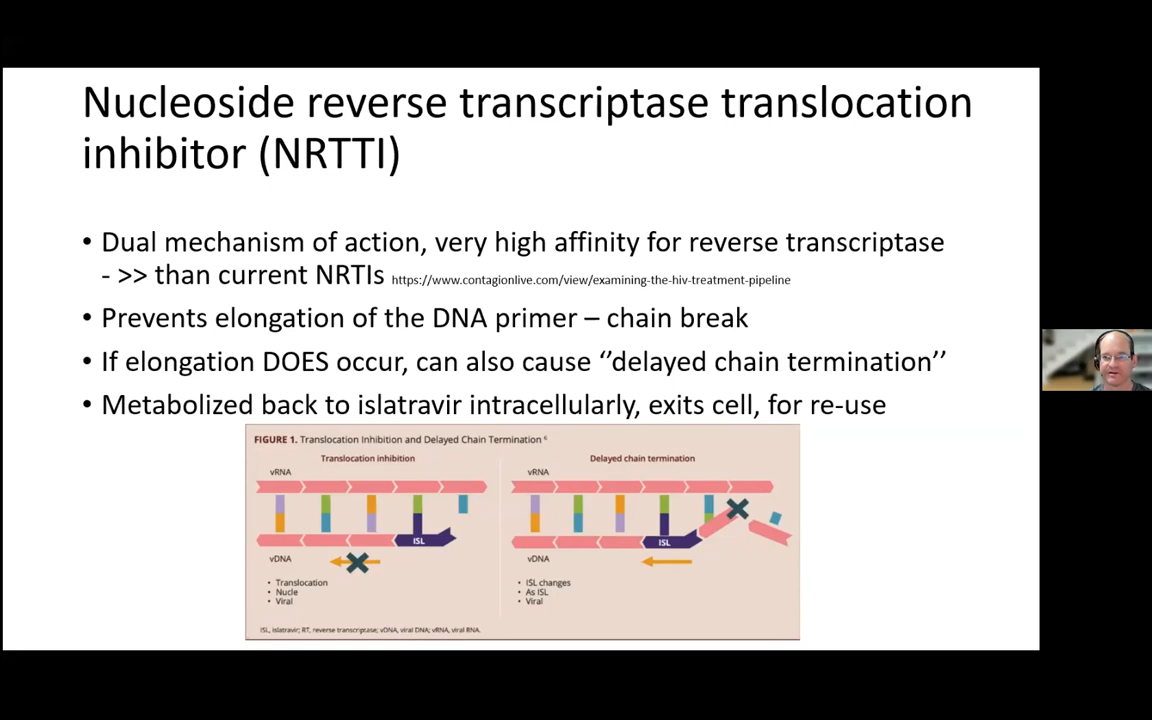 Nucleoside reverse transcriptase translocation
inhibitor (NRTTI)
• Dual mechanism of action, very high affinity for reverse transcriptase
- >> than current NRTIs https://www.contagionlive.com/view/examining-the-hiv-treatment-pipeline
• Prevents elongation of the DNA primer – chain break
• If elongation DOES occur, can also cause ‘’delayed chain termination’’
• Metabolized back to islatravir intracellularly, exits cell, for re-use
FIGURE 1. Translocation Inhibition and Delayed Chain Termination 6
Translocation inhibition
vRNA
ISL
vDNA
• Translocation
• Nucle
• Viral
Delayed chain termination
vRNA
ISL
vDNA
• ISL changes
• As ISL
• Viral
ISL, islatravir; RT, reverse transcriptase; vDNA, viral DNA; vRNA, viral RNA.